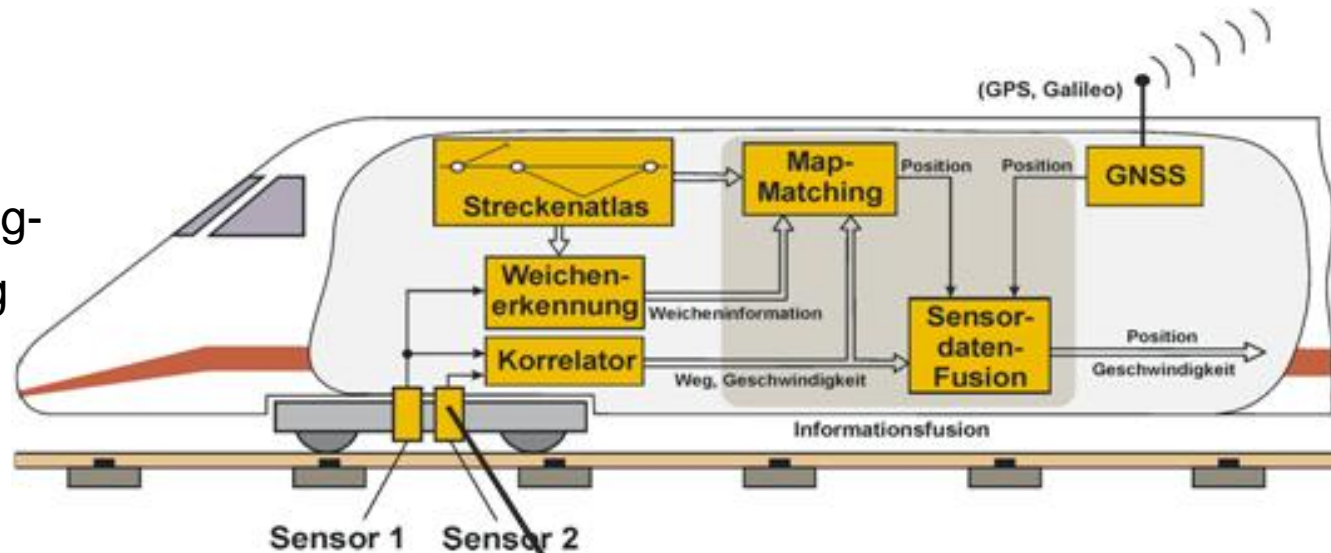 g-
g
(GPS, Galileo)
Streckenatlas
Map-
Matching
Position
Position
GNSS
Weichen-
erkennung
Weicheninformation
Korrelator
Weg, Geschwindigkeit
Sensor-
daten-
Fusion
Position
Geschwindigkeit
Informationsfusion
Sensor 1
Sensor 2